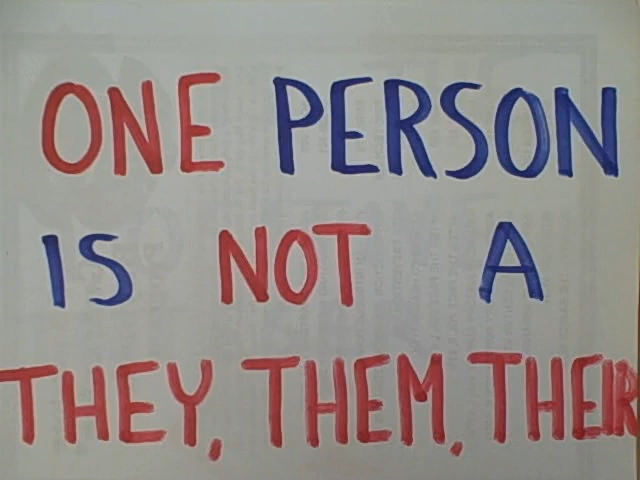 ONE PERSON
IS NOT A
THEY, THEM, THEIR